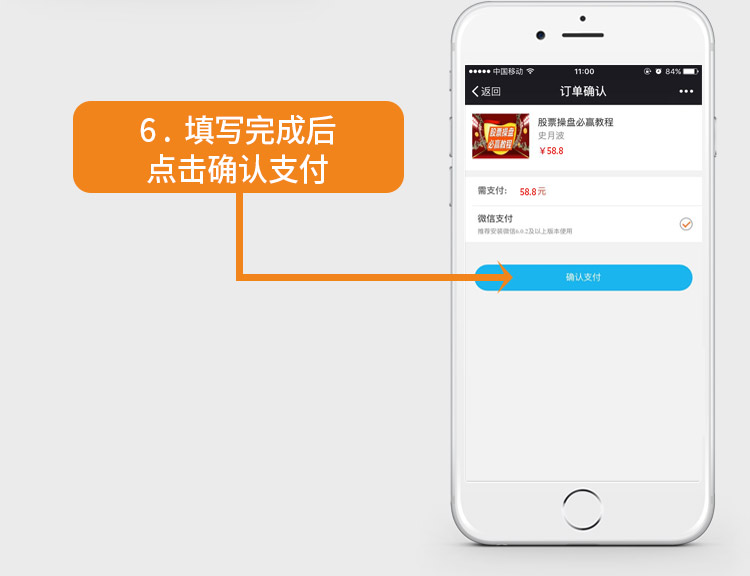 6. 填写完成后
点击确认支付
中国移动
11:00
84%
返回
订单确认
股票操盘
必赢教程
股票操盘必赢教程
史月波
¥58.8
需支付: 58.8元
微信支付
推荐安装微信6.0.2及以上版本使用
确认支付